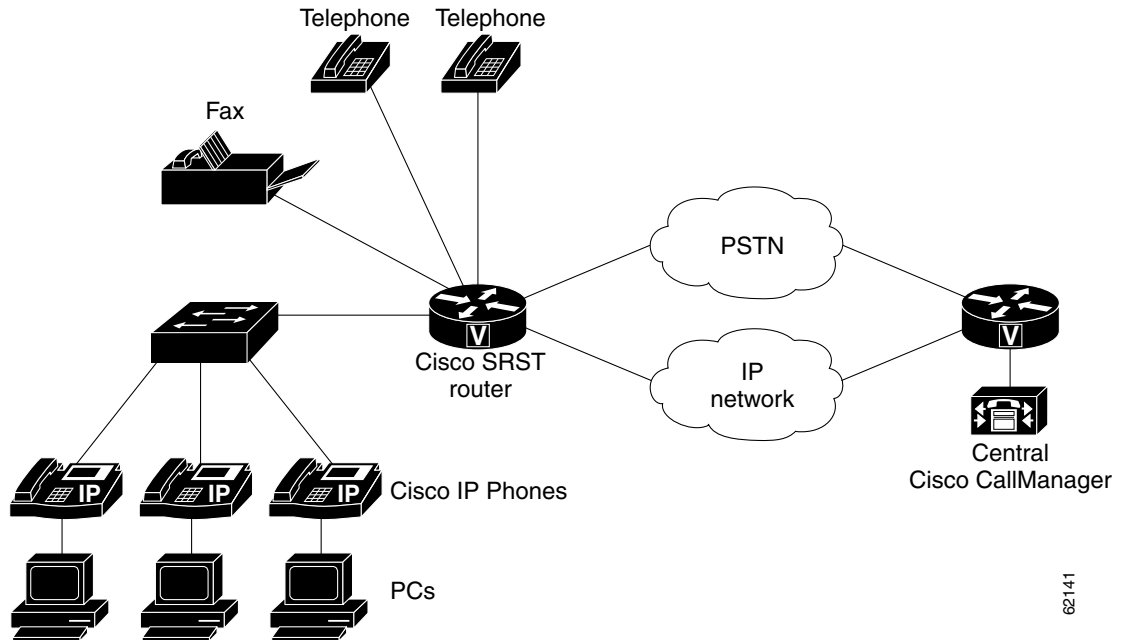 Telephone Telephone
Fax
PSTN
V
V
Cisco SRST
router
IP
network
Central
Cisco CallManager
IP IP IP
Cisco IP Phones
PCs
62141